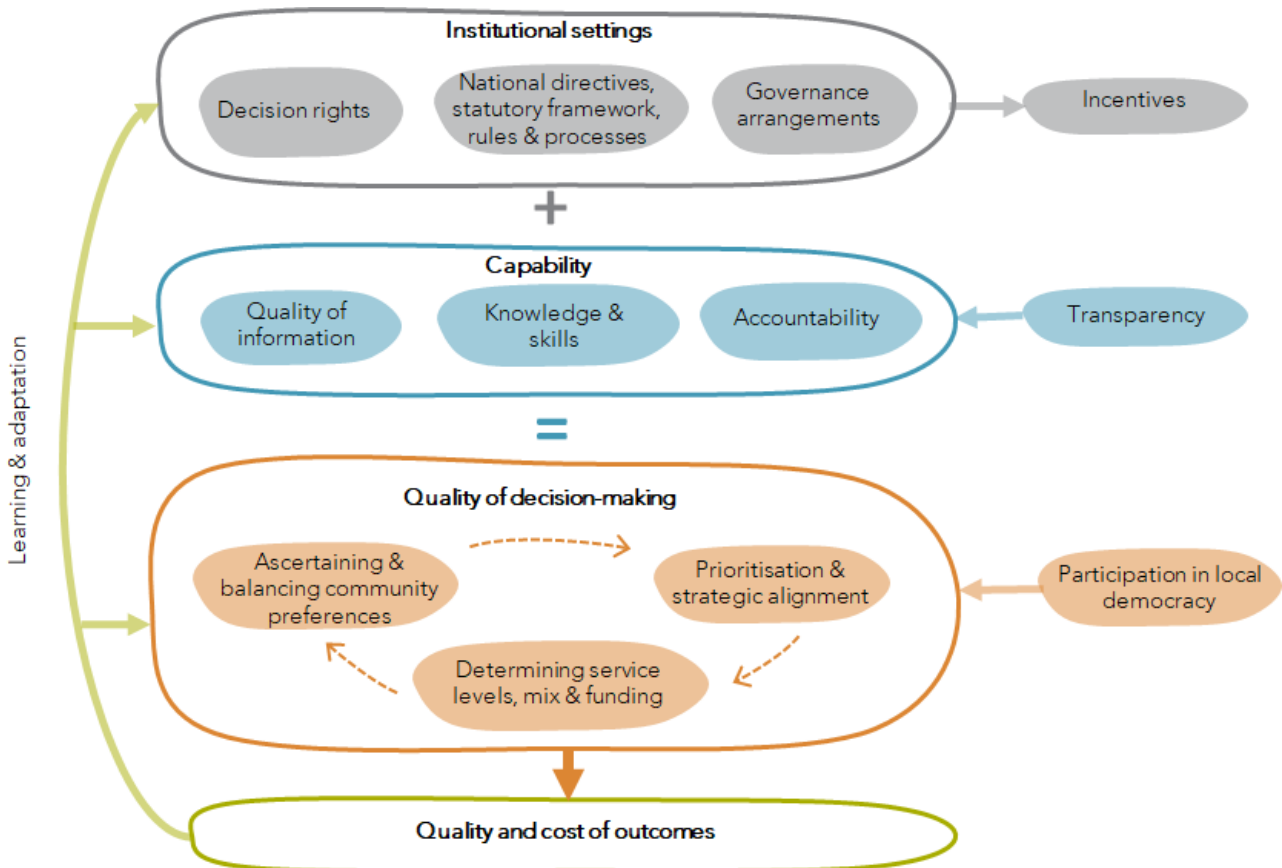 Institutional settings
Decision rights
National directives,
statutory framework,
rules & processes
Governance
arrangements
Incentives
+
Capability
Quality of
information
Knowledge &
skills
Accountability
Transparency
=
Learning & adaptation
Quality of decision-making
Ascertaining &
balancing community
preferences
Prioritisation &
strategic alignment
Participation in local
democracy
Determining service
levels, mix & funding
Quality and cost of outcomes